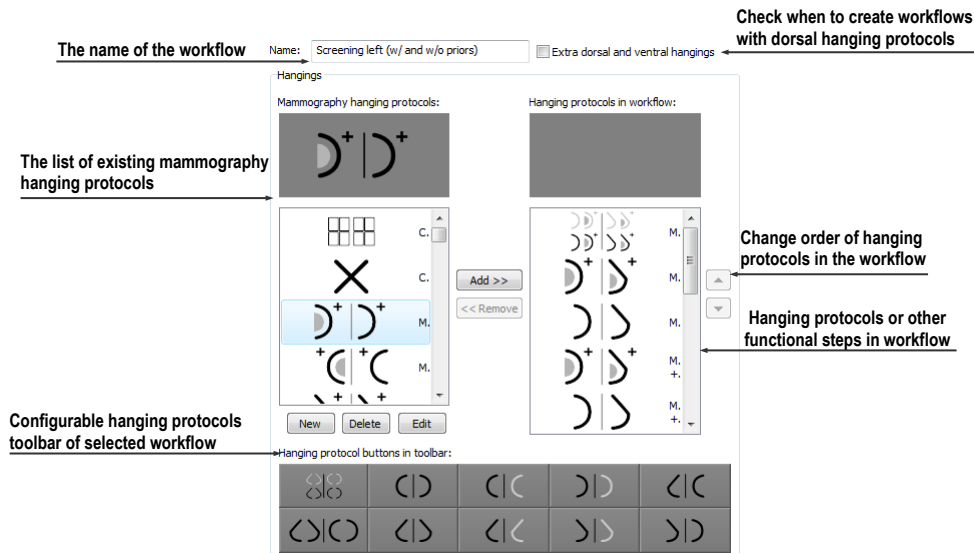 Check when to create workflows
with dorsal hanging protocols
The name of the workflow
Name:
Screening left (w/ and w/o priors)
Extra dorsal and ventral hangings
Hangings
Mammography hanging protocols:
Hanging protocols in workflow:
The list of existing mammography
hanging protocols
C.
C.
M.
M.
Add >>
<< Remove
M.
M.
M.
M.
+.
M.
+.
Change order of hanging
protocols in the workflow
Hanging protocols or other
functional steps in workflow
New
Delete
Edit
Configurable hanging protocols
toolbar of selected workflow
Hanging protocol buttons in toolbar: